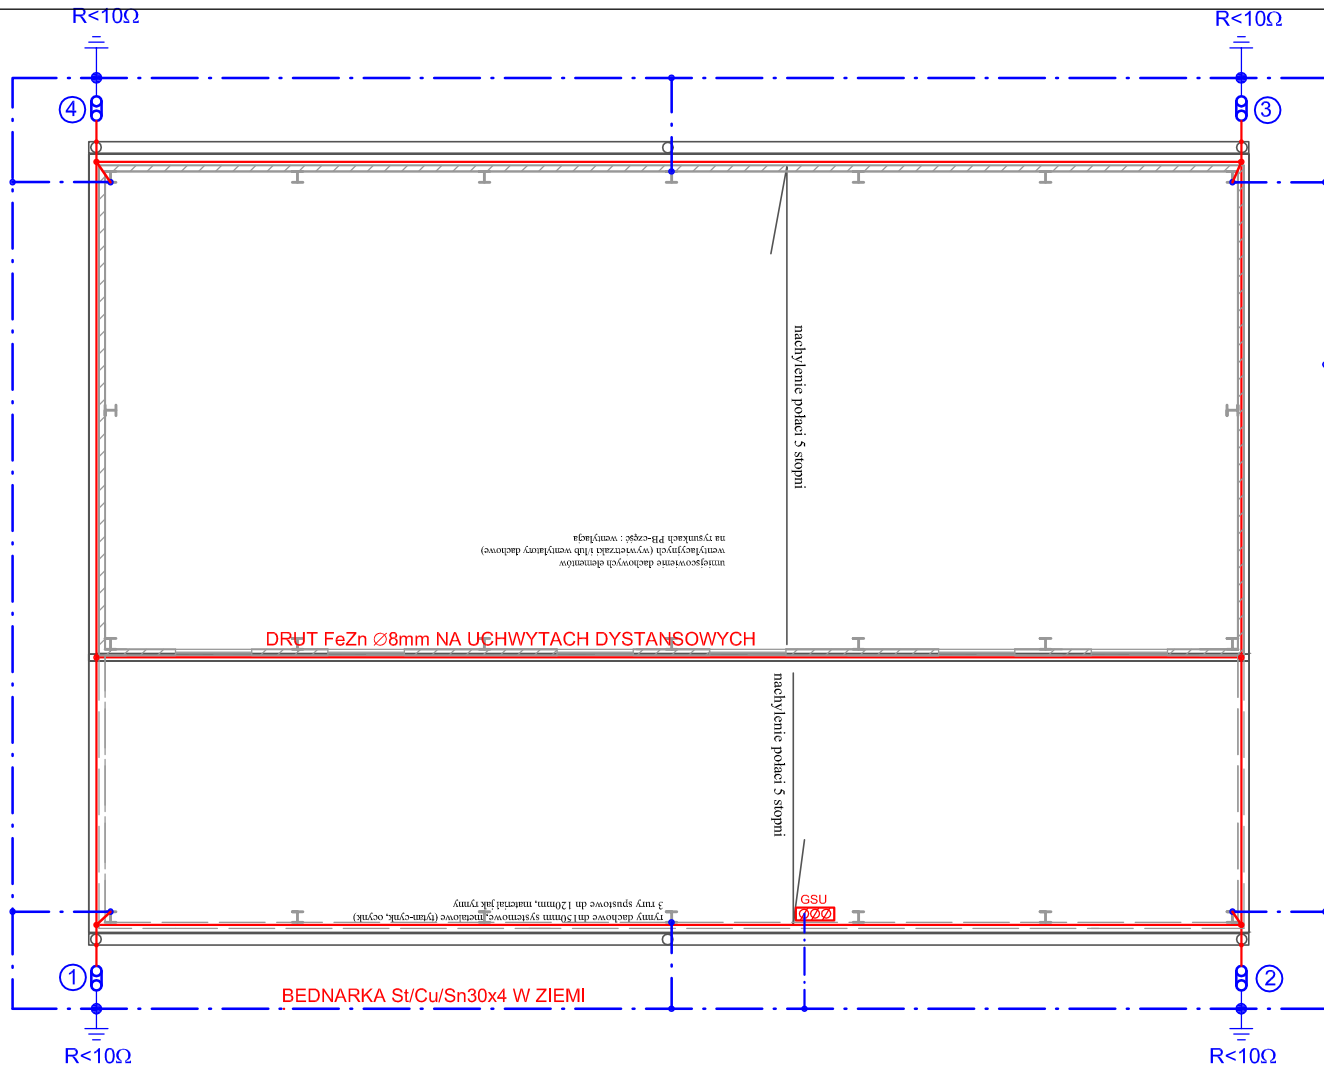 R<10Ω
R<10Ω
4
3
nachylenie połaci 5 stopni
umiejscowienie dachowych elementów
wentylacyjnych (wywietrzaki i/lub wentylatory dachowe)
na rysunkach PB-część : wentylacja
DRUT FeZn Ø8mm NA UCHWYTACH DYSTANSOWYCH
nachylenie połaci 5 stopni
rynny dachowe dn150mm systemowe, metalowe (tytan-cynk, ocynk)
3 rury spustowe dn 120mm, materiał jak rynny
GSU
1
2
BEDNARKA St/Cu/Sn30x4 W ZIEMI
R<10Ω
R<10Ω